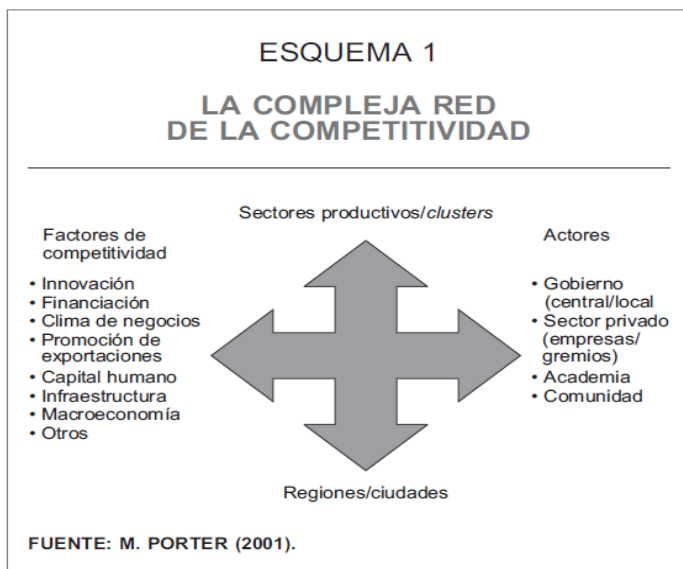 ESQUEMA 1
LA COMPLEJA RED
DE LA COMPETITIVIDAD
Sectores productivos/clusters
Factores de
competitividad
• Innovación
• Financiación
• Clima de negocios
• Promoción de
exportaciones
• Capital humano
• Infraestructura
• Macroeconomía
• Otros
Actores
• Gobierno
(central/local
• Sector privado
(empresas/
gremios)
• Academia
• Comunidad
Regiones/ciudades
FUENTE: M. PORTER (2001).